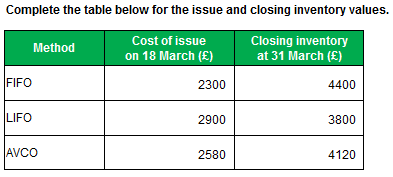 Complete the table below for the issue and closing inventory values.
Method Cost of issue on 18 March (£) Closing inventory at 31 March (£)
FIFO 2300 4400
LIFO 2900 3800
AVCO 2580 4120